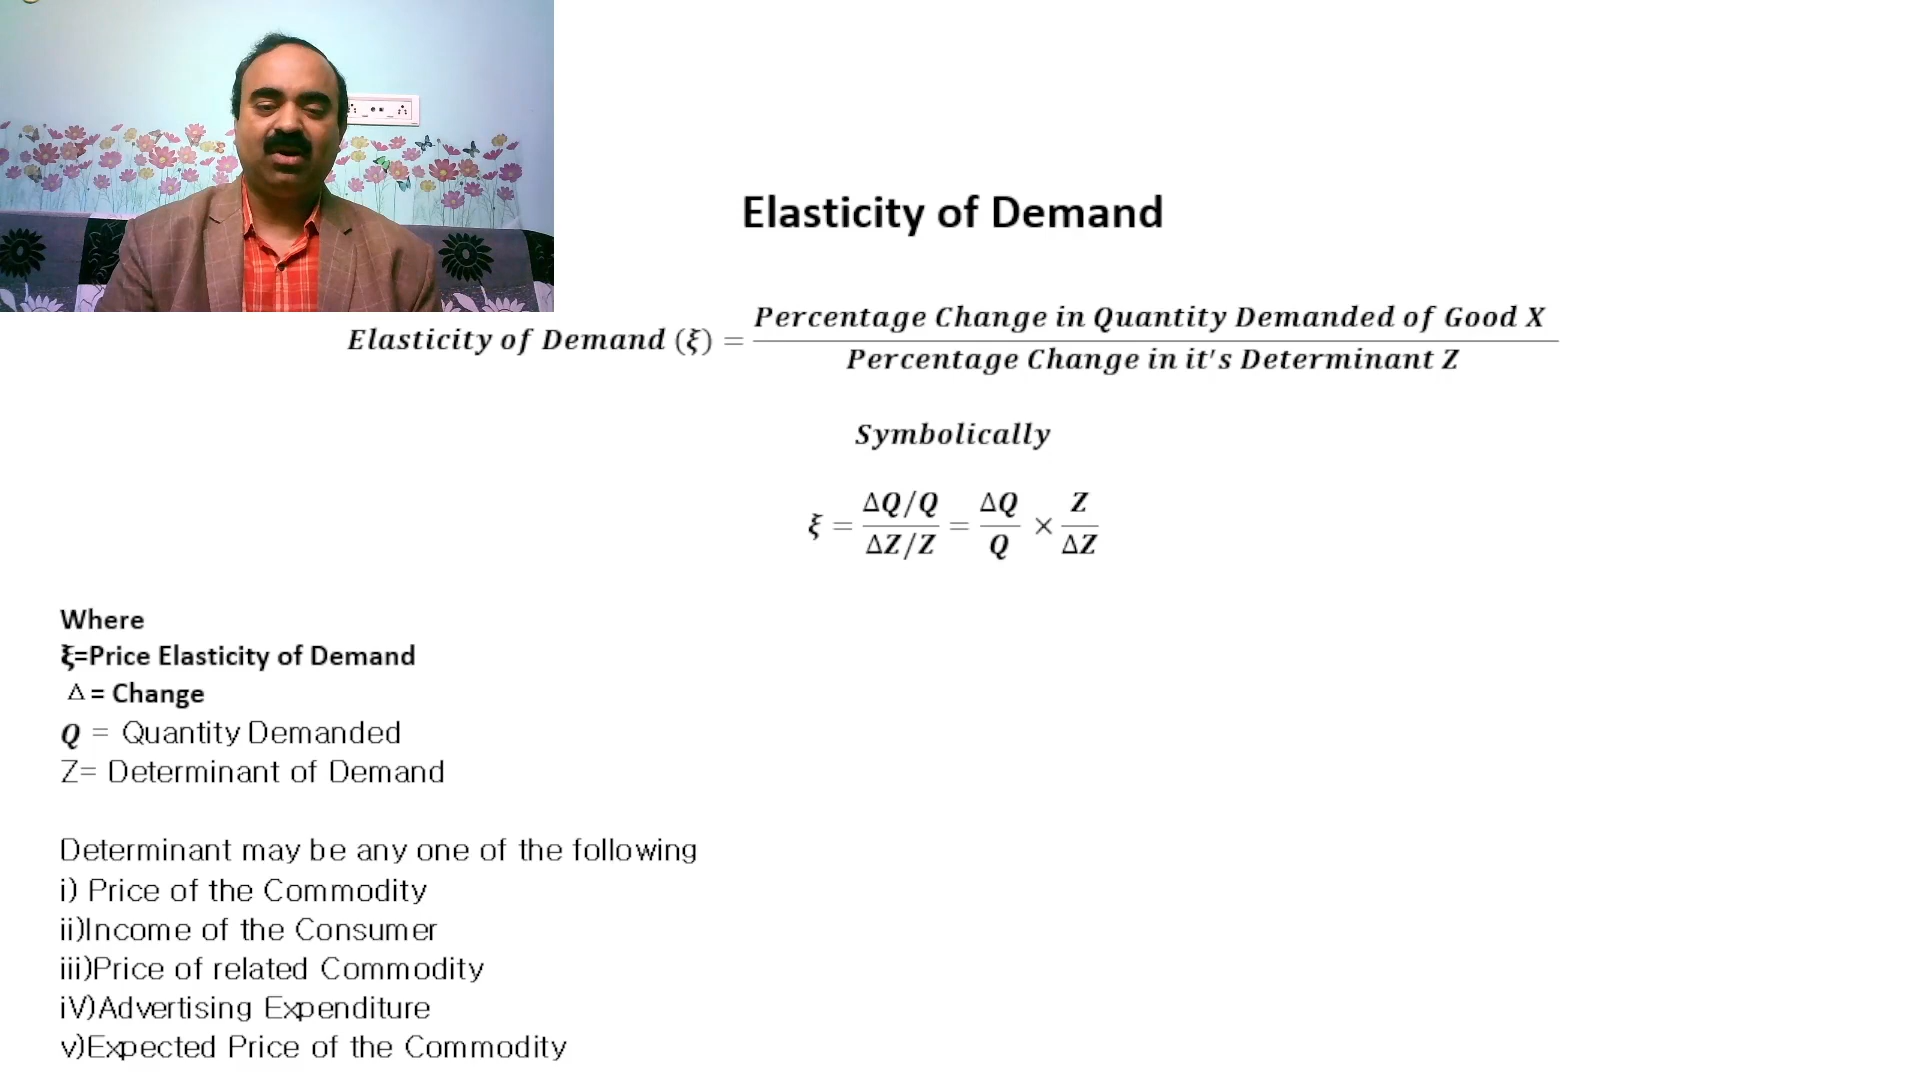 Elasticity of Demand
Elasticity of Demand (ξ) = Percentage Change in Quantity Demanded of Good X / Percentage Change in it's Determinant Z
Symbolically
ξ = ΔQ/Q / ΔZ/Z = ΔQ / Q × Z / ΔZ
Where
ξ=Price Elasticity of Demand
Δ = Change
Q = Quantity Demanded
Z= Determinant of Demand
Determinant may be any one of the following
i) Price of the Commodity
ii)Income of the Consumer
iii)Price of related Commodity
iV)Advertising Expenditure
v)Expected Price of the Commodity